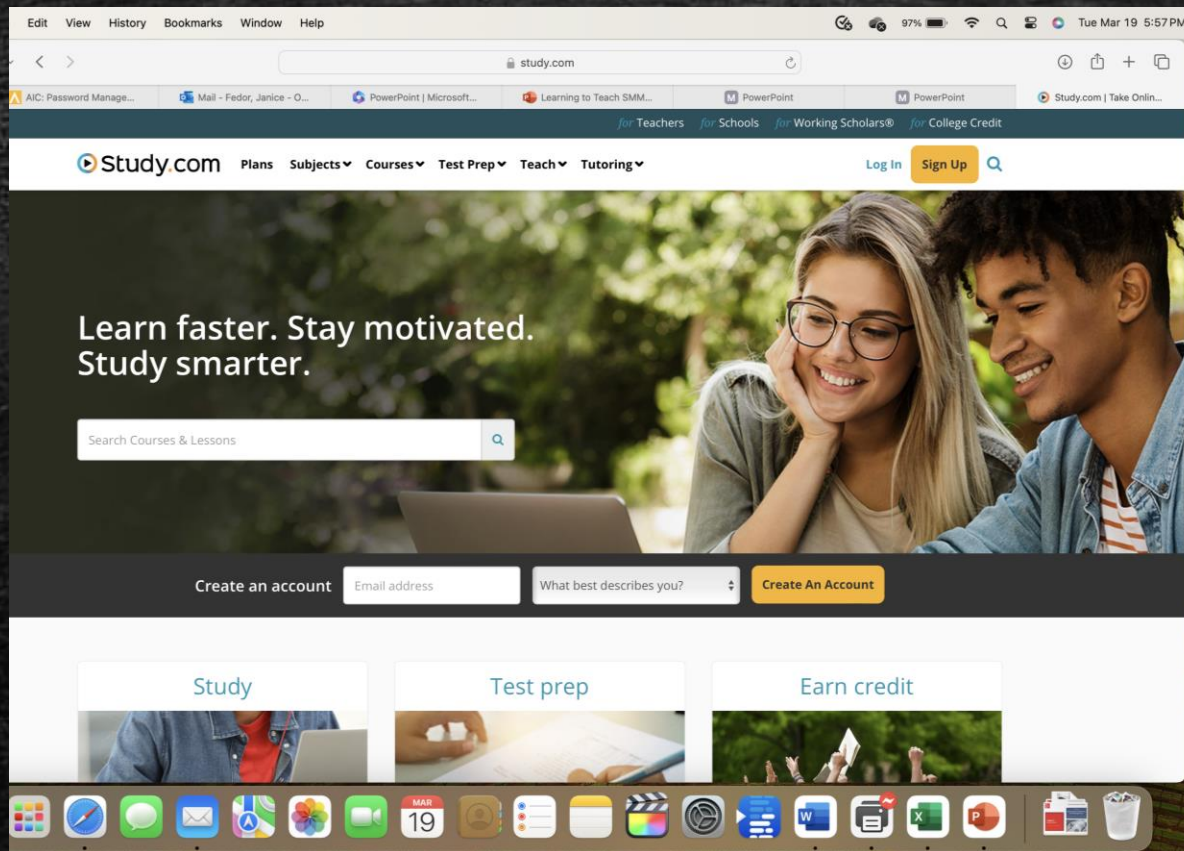 Edit View History Bookmarks Window Help 97% Tue Mar 19 5:57 PM
study.com
AIC: Password Manage... Mail - Fedor, Janice - O... PowerPoint | Microsoft... Learning to Teach SMM... PowerPoint PowerPoint Study.com | Take Onlin...
for Teachers for Schools for Working Scholars® for College Credit
Study.com Plans Subjects Courses Test Prep Teach Tutoring Log In Sign Up
Learn faster. Stay motivated.
Study smarter.
Search Courses & Lessons
Create an account Email address What best describes you? Create An Account
Study Test prep Earn credit
MAR
19
W X P